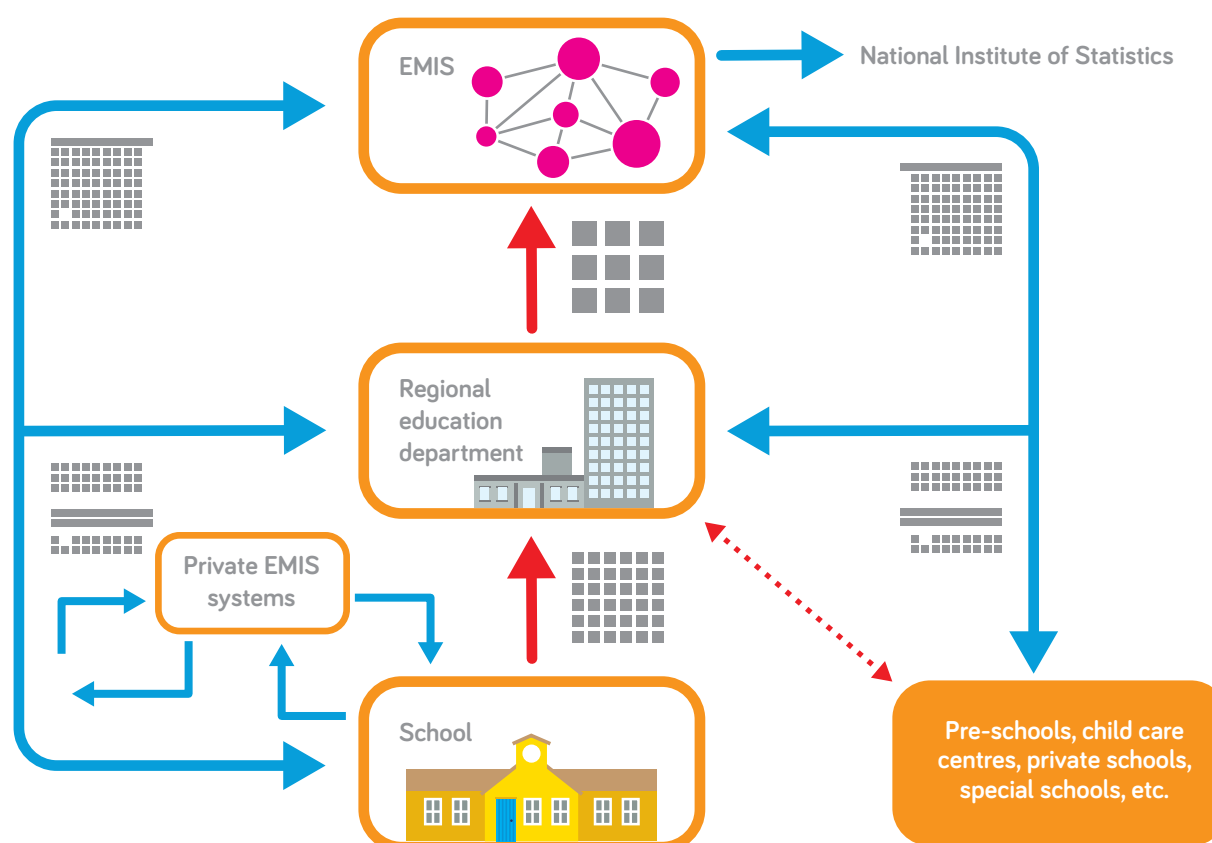 EMIS
National Institute of Statistics
Regional
education
department
Private EMIS
systems
School
Pre-schools, child care
centres, private schools,
special schools, etc.